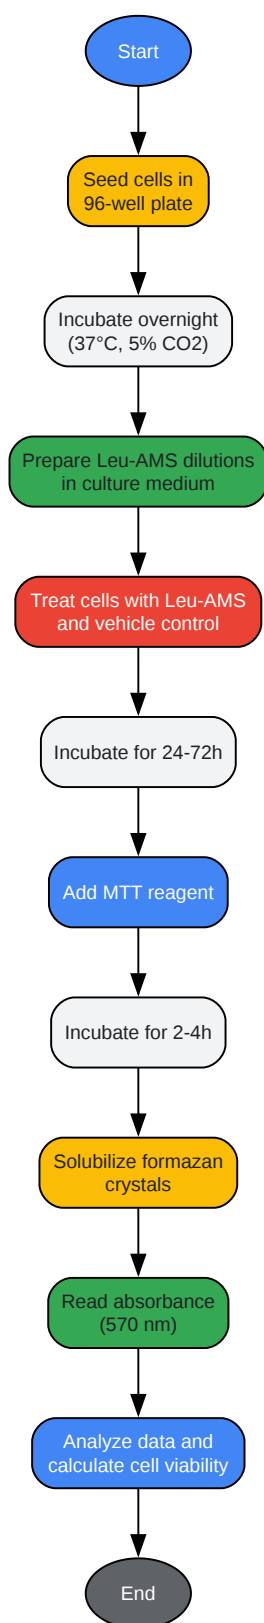 Start
Seed cells in
96-well plate
Incubate overnight
(37°C, 5% CO2)
Prepare Leu-AMS dilutions
in culture medium
Treat cells with Leu-AMS
and vehicle control
Incubate for 24-72h
Add MTT reagent
Incubate for 2-4h
Solubilize formazan
crystals
Read absorbance
(570 nm)
Analyze data and
calculate cell viability
End